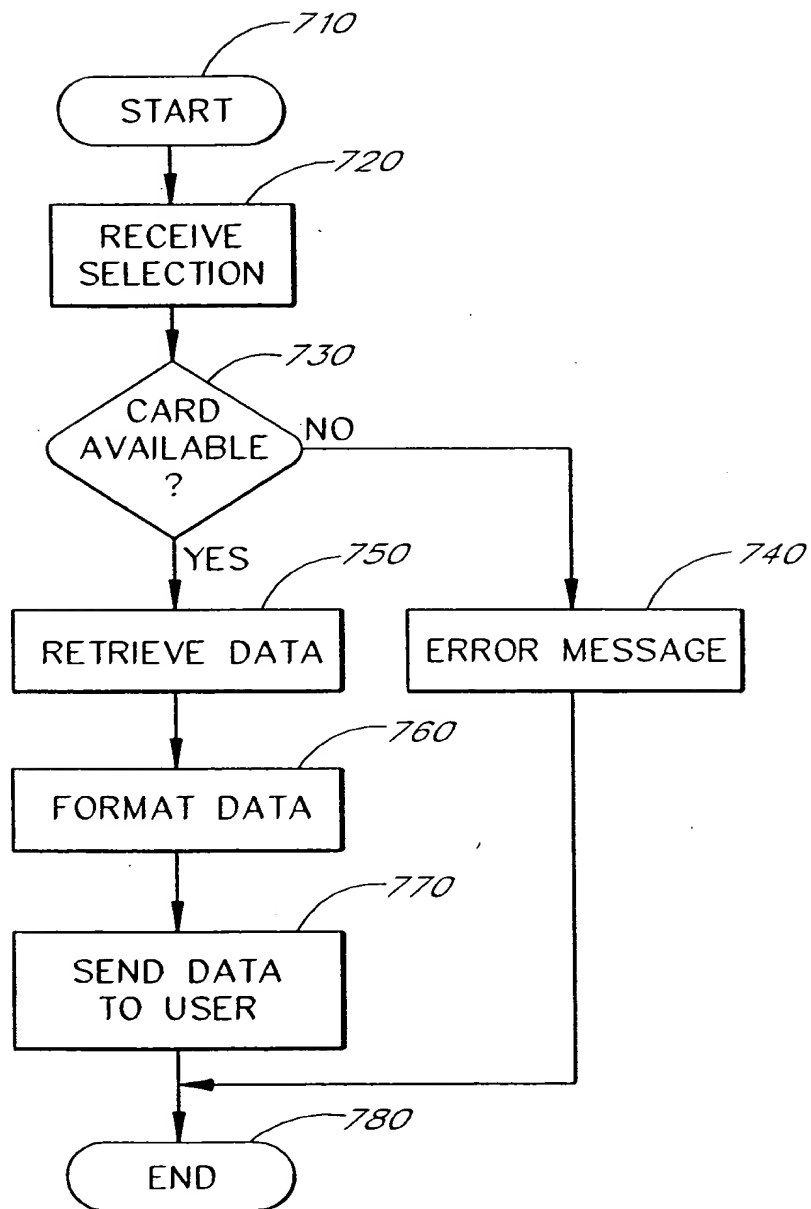 710
START
720
RECEIVE
SELECTION
730
CARD
AVAILABLE
?
NO
YES
750
RETRIEVE DATA
740
ERROR MESSAGE
760
FORMAT DATA
770
SEND DATA
TO USER
780
END